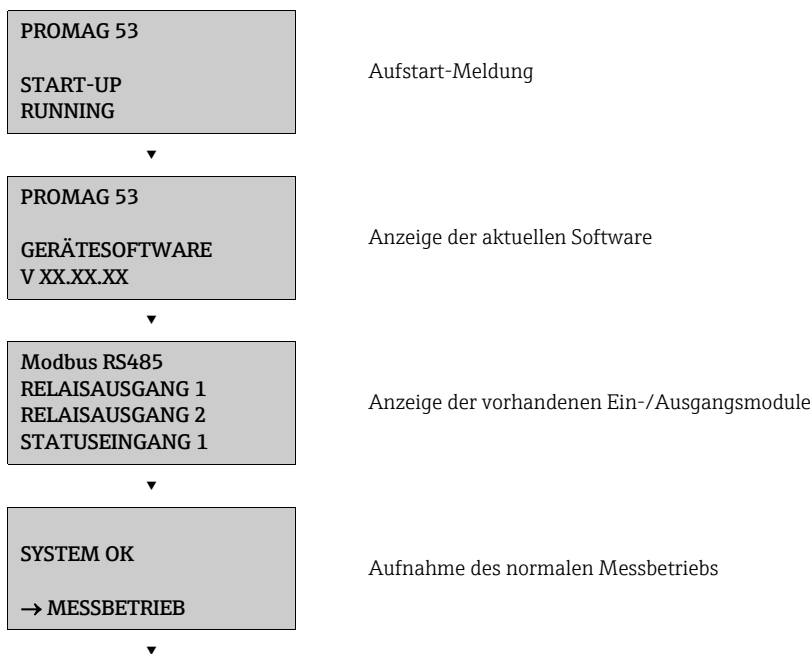 PROMAG 53
START-UP
RUNNING
Aufstart-Meldung
PROMAG 53
GERÄTESOFTWARE
V XX.XX.XX
Anzeige der aktuellen Software
Modbus RS485
RELAISAUSGANG 1
RELAISAUSGANG 2
STATUSEINGANG 1
Anzeige der vorhandenen Ein-/Ausgangsmodule
SYSTEM OK
→ MESSBETRIEB
Aufnahme des normalen Messbetriebs